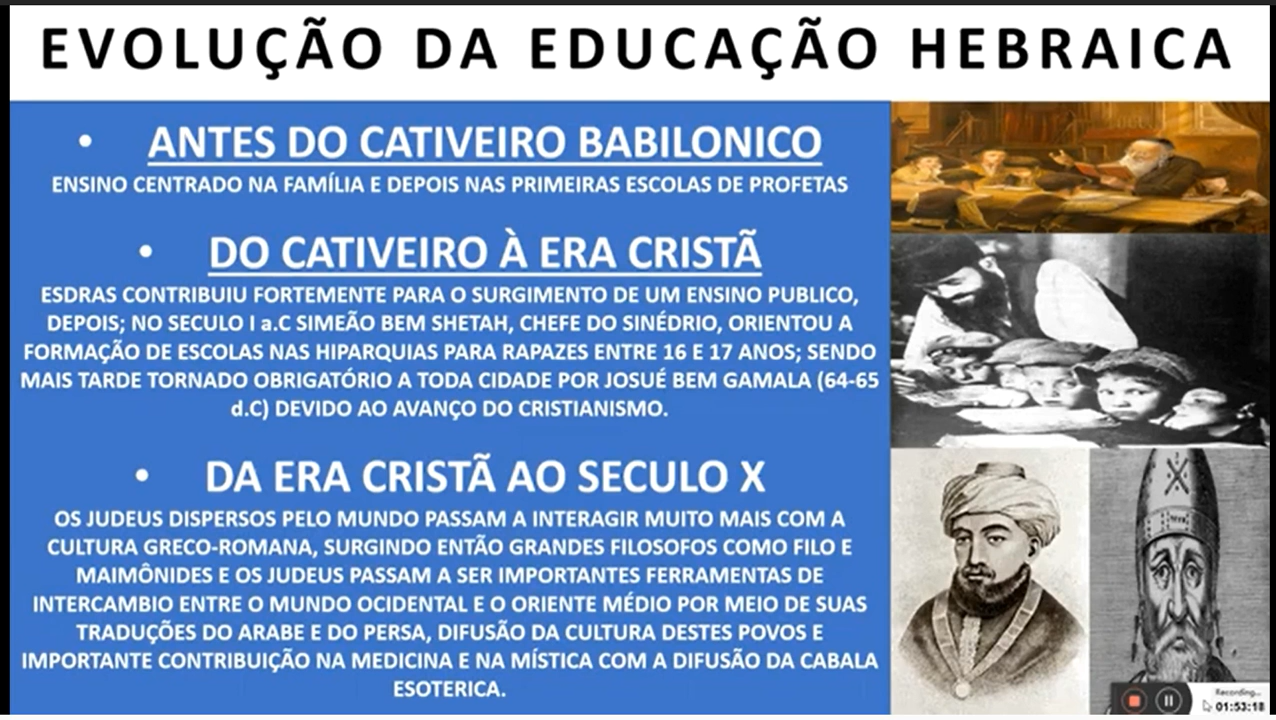 EVOLUÇÃO DA EDUCAÇÃO HEBRAICA
• ANTES DO CATIVEIRO BABILONICO
ENSINO CENTRADO NA FAMÍLIA E DEPOIS NAS PRIMEIRAS ESCOLAS DE PROFETAS
• DO CATIVEIRO À ERA CRISTÃ
ESDRAS CONTRIBUIU FORTEMENTE PARA O SURGIMENTO DE UM ENSINO PUBLICO,
DEPOIS; NO SECULO I a.C SIMEÃO BEM SHETAH, CHEFE DO SINÉDRIO, ORIENTOU A
FORMAÇÃO DE ESCOLAS NAS HIPARQUIAS PARA RAPAZES ENTRE 16 E 17 ANOS; SENDO
MAIS TARDE TORNADO OBRIGATÓRIO A TODA CIDADE POR JOSUÉ BEM GAMALA (64-65
d.C) DEVIDO AO AVANÇO DO CRISTIANISMO.
• DA ERA CRISTÃ AO SECULO X
OS JUDEUS DISPERSOS PELO MUNDO PASSAM A INTERAGIR MUITO MAIS COM A
CULTURA GRECO-ROMANA, SURGINDO ENTÃO GRANDES FILOSOFOS COMO FILO E
MAIMÔNIDES E OS JUDEUS PASSAM A SER IMPORTANTES FERRAMENTAS DE
INTERCAMBIO ENTRE O MUNDO OCIDENTAL E O ORIENTE MÉDIO POR MEIO DE SUAS
TRADUÇÕES DO ARABE E DO PERSA, DIFUSÃO DA CULTURA DESTES POVOS E
IMPORTANTE CONTRIBUIÇÃO NA MEDICINA E NA MÍSTICA COM A DIFUSÃO DA CABALA
ESOTERICA.
Recording...
01:53:18